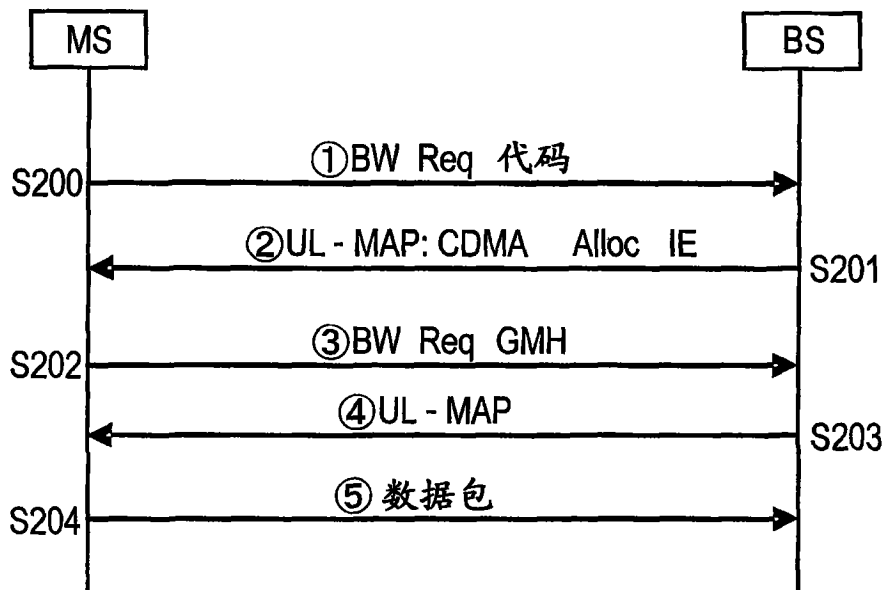 MS
BS
①BW Req 代码
S200
②UL-MAP: CDMA Alloc IE
S201
③BW Req GMH
S202
④UL-MAP
S203
⑤数据包
S204